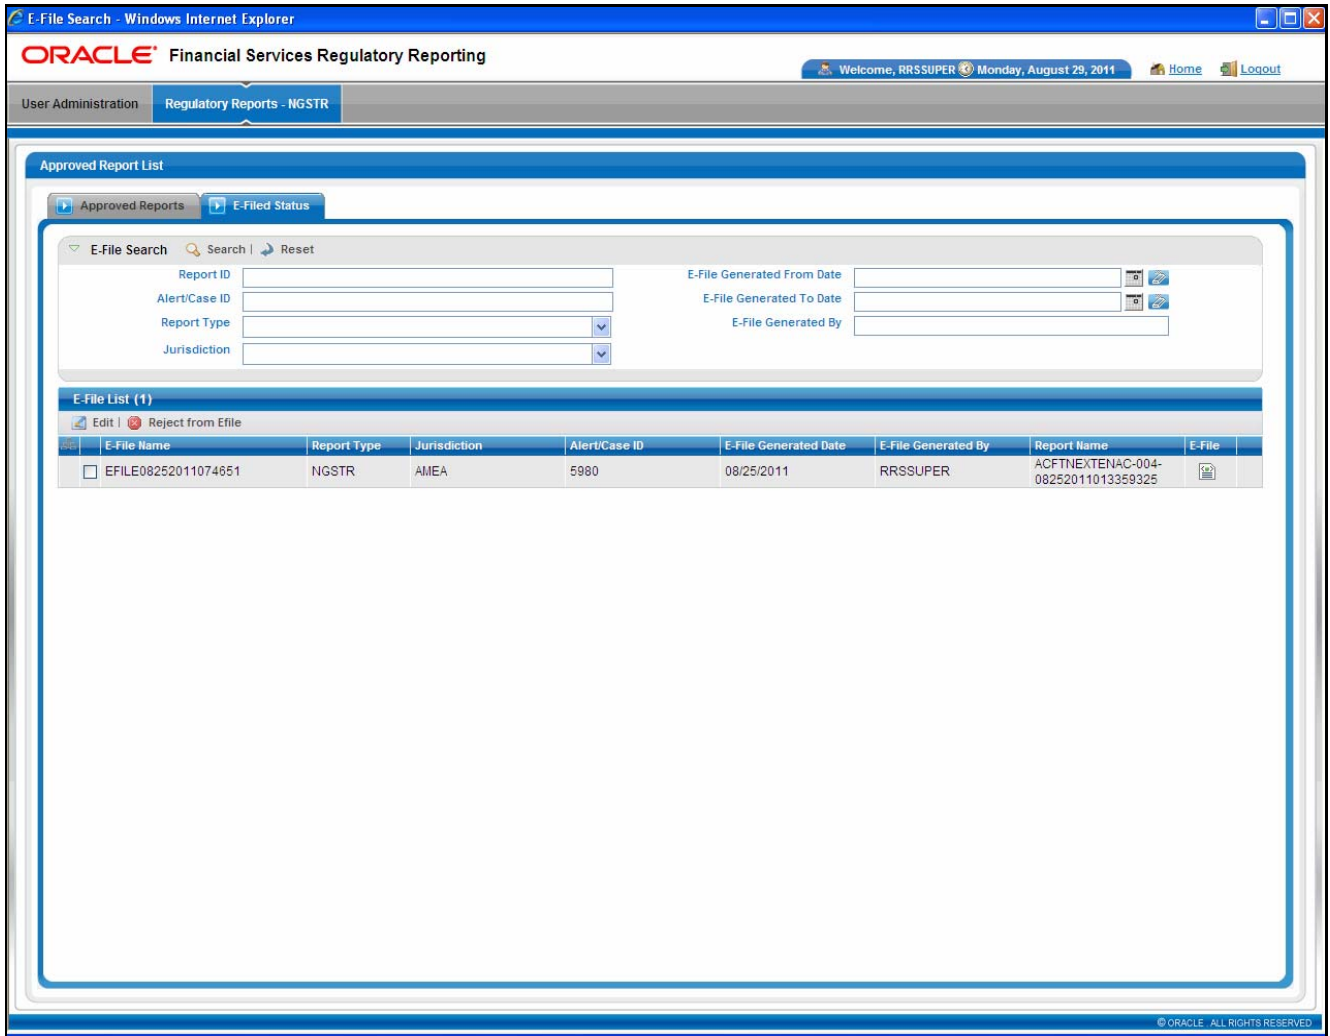 E-File Search - Windows Internet Explorer
ORACLE Financial Services Regulatory Reporting
Welcome, RRSSUPER Monday, August 29, 2011 Home Logout
User Administration Regulatory Reports - NGSTR
Approved Report List
Approved Reports E-Filed Status
E-File Search Search | Reset
Report ID E-File Generated From Date
Alert/Case ID E-File Generated To Date
Report Type E-File Generated By
Jurisdiction
E-File List (1)
Edit | Reject from Efile
E-File Name Report Type Jurisdiction Alert/Case ID E-File Generated Date E-File Generated By Report Name E-File
EFILE08252011074651 NGSTR AMEA 5980 08/25/2011 RRSSUPER ACFTNEXTENAC-004-
08252011013359325
© ORACLE . ALL RIGHTS RESERVED